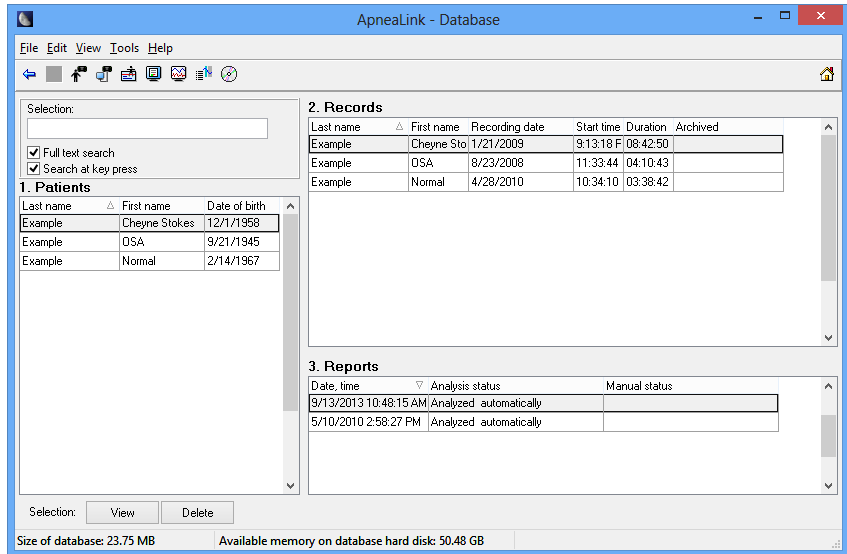 ApneaLink - Database
File Edit View Tools Help
Selection:
Full text search
Search at key press
1. Patients
Last name First name Date of birth
Example Cheyne Stokes 12/1/1958
Example OSA 9/21/1945
Example Normal 2/14/1967
2. Records
Last name First name Recording date Start time Duration Archived
Example Cheyne Sto 1/21/2009 9:13:18 F 08:42:50
Example OSA 8/23/2008 11:33:44 04:10:43
Example Normal 4/28/2010 10:34:10 03:38:42
3. Reports
Date, time Analysis status Manual status
9/13/2013 10:48:15 AM Analyzed automatically
5/10/2010 2:58:27 PM Analyzed automatically
Selection: View Delete
Size of database: 23.75 MB Available memory on database hard disk: 50.48 GB